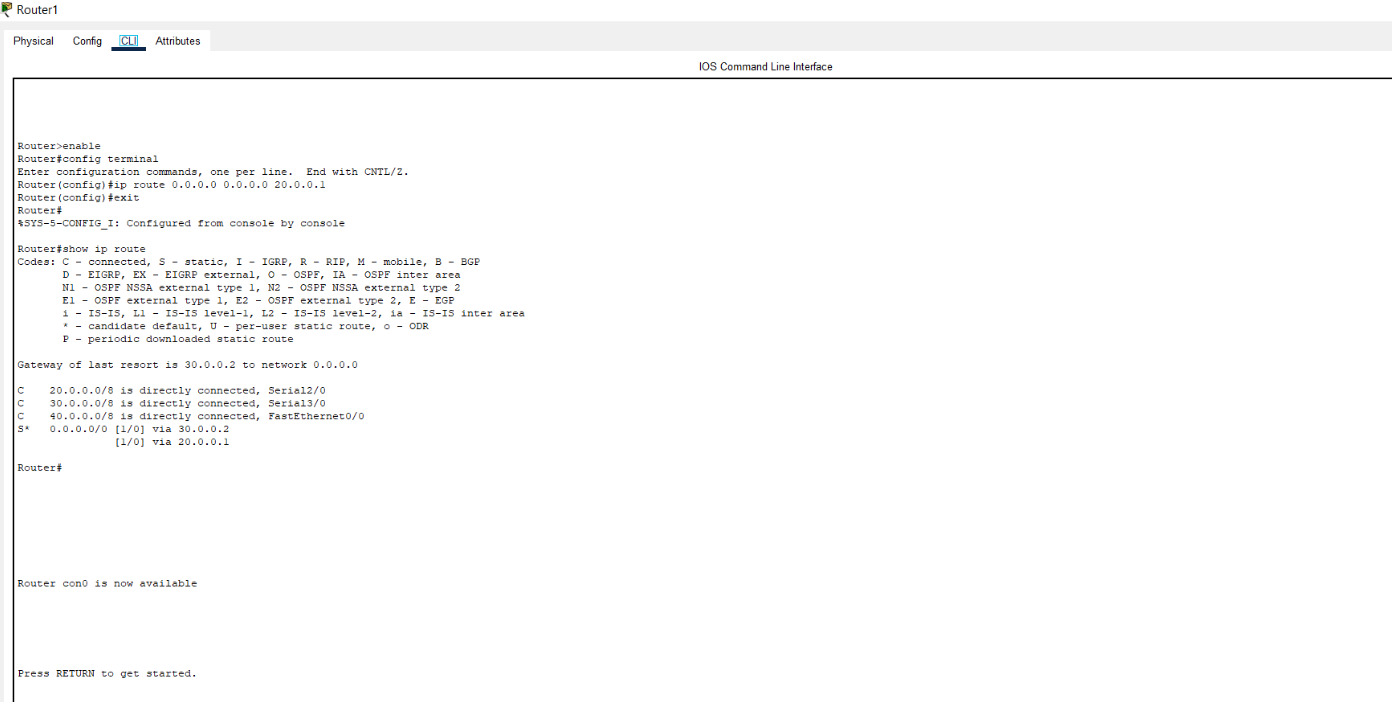 Router1
Physical Config CLI Attributes
IOS Command Line Interface
Router>enable
Router#config terminal
Enter configuration commands, one per line.  End with CNTL/Z.
Router(config)#ip route 0.0.0.0 0.0.0.0 20.0.0.1
Router(config)#exit
Router#
%SYS-5-CONFIG_I: Configured from console by console
Router#show ip route
Codes: C - connected, S - static, I - IGRP, R - RIP, M - mobile, B - BGP
       D - EIGRP, EX - EIGRP external, O - OSPF, IA - OSPF inter area
       N1 - OSPF NSSA external type 1, N2 - OSPF NSSA external type 2
       E1 - OSPF external type 1, E2 - OSPF external type 2, E - EGP
       i - IS-IS, L1 - IS-IS level-1, L2 - IS-IS level-2, ia - IS-IS inter area
       * - candidate default, U - per-user static route, o - ODR
       P - periodic downloaded static route
Gateway of last resort is 30.0.0.2 to network 0.0.0.0
C    20.0.0.0/8 is directly connected, Serial2/0
C    30.0.0.0/8 is directly connected, Serial3/0
C    40.0.0.0/8 is directly connected, FastEthernet0/0
S*   0.0.0.0/0 [1/0] via 30.0.0.2
               [1/0] via 20.0.0.1
Router#
Router con0 is now available
Press RETURN to get started.